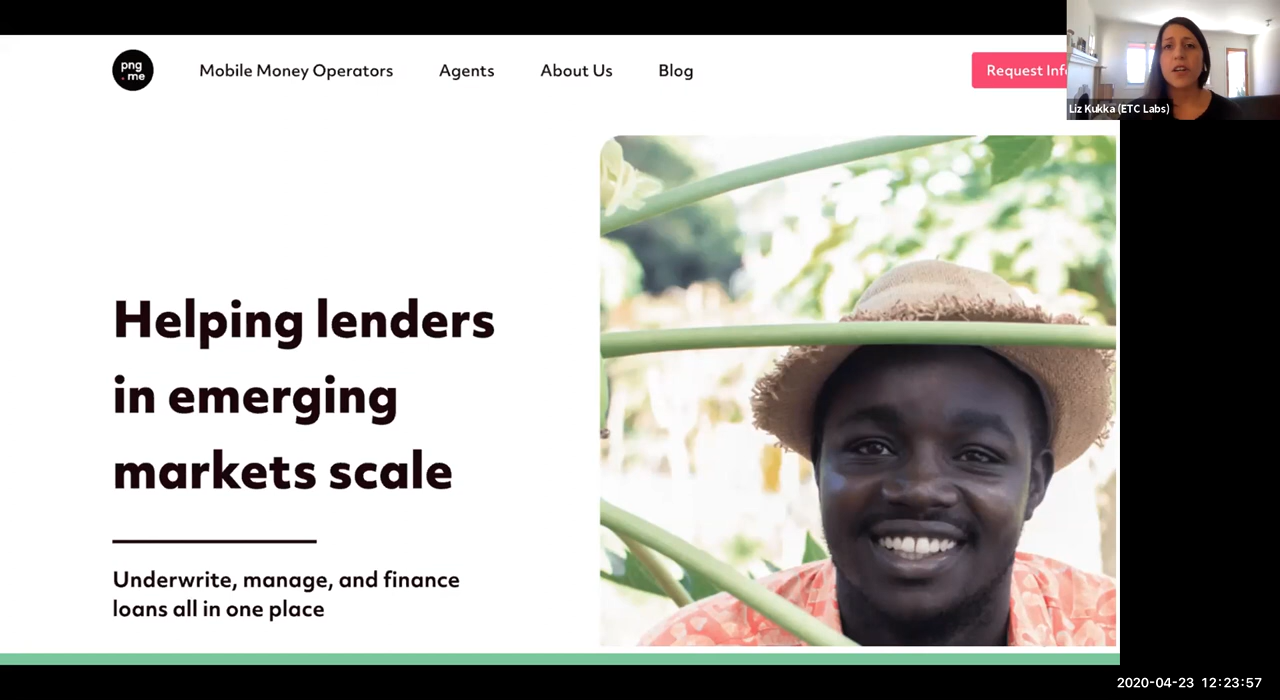 png
.me
Mobile Money Operators
Agents
About Us
Blog
Request Inf
Liz Kukka (ETC Labs)
Helping lenders
in emerging
markets scale
Underwrite, manage, and finance
loans all in one place
2020-04-23 12:23:57